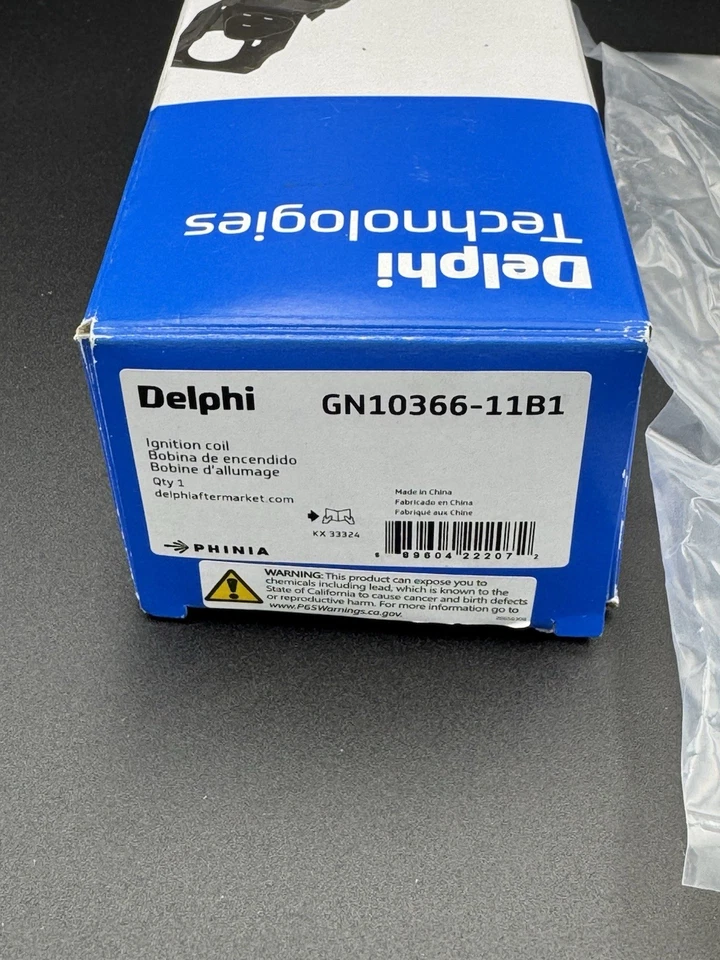 Delphi
Technologies
Delphi
GN10366-11B1
Ignition coil
Bobina de encendido
Bobine d'allumage
Qty 1
delphiaftermarket.com
KX 33324
Made in China
Fabricado en China
Fabriqué aux Chine
6 89604 22207 2
PHINIA
WARNING: This product can expose you to
chemicals including lead, which is known to the
State of California to cause cancer and birth defects
or reproductive harm. For more information go to
www.P65Warnings.ca.gov.